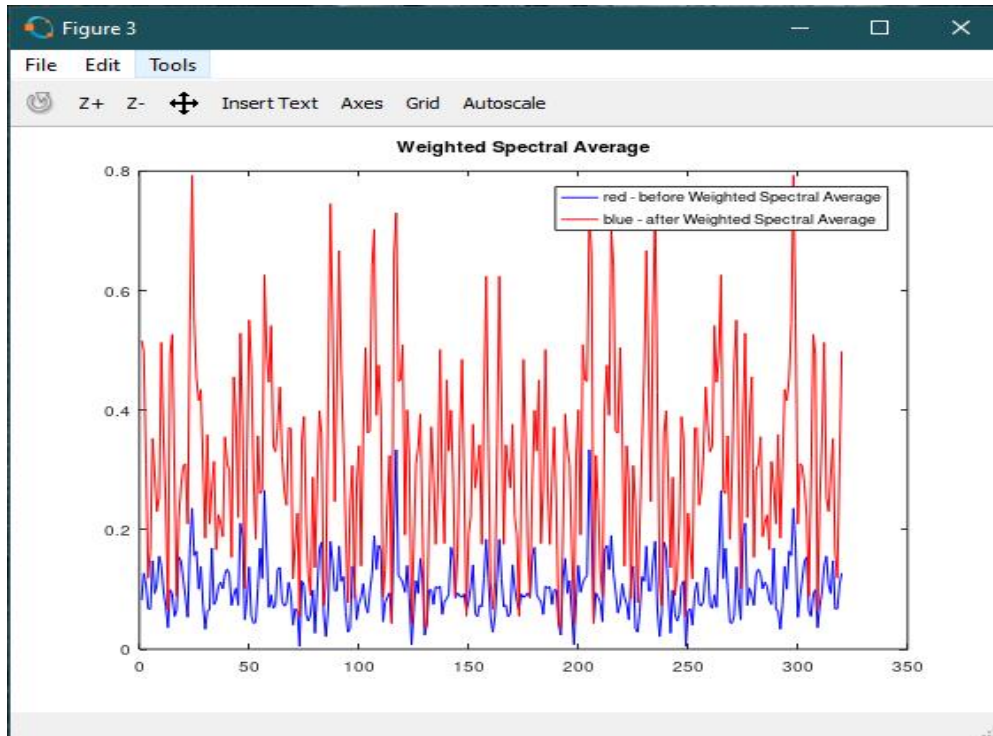 Figure 3
File Edit Tools
Z+ Z- Insert Text Axes Grid Autoscale
Weighted Spectral Average
red - before Weighted Spectral Average
blue - after Weighted Spectral Average
0.8
0.6
0.4
0.2
0
0 50 100 150 200 250 300 350